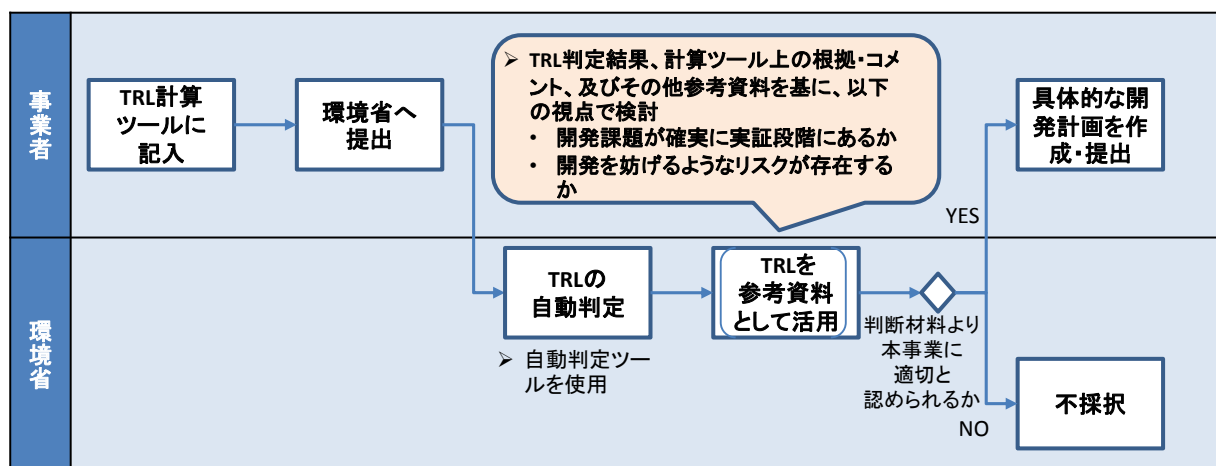 事業者
TRL計算
ツールに
記入
環境省へ
提出
➢ TRL判定結果、計算ツール上の根拠・コメ
ント、及びその他参考資料を基に、以下
の視点で検討
• 開発課題が確実に実証段階にあるか
• 開発を妨げるようなリスクが存在する
か
具体的な開
発計画を作
成・提出
YES
環境省
TRLの
自動判定
➢ 自動判定ツー
ルを使用
TRLを
参考資料
として活用
判断材料より
本事業に
適切と
認められるか
NO
不採択